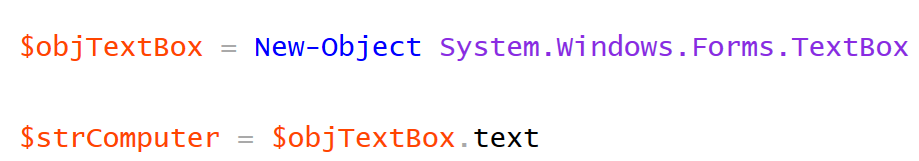 $objTextBox = New-Object System.Windows.Forms.TextBox
$strComputer = $objTextBox.text